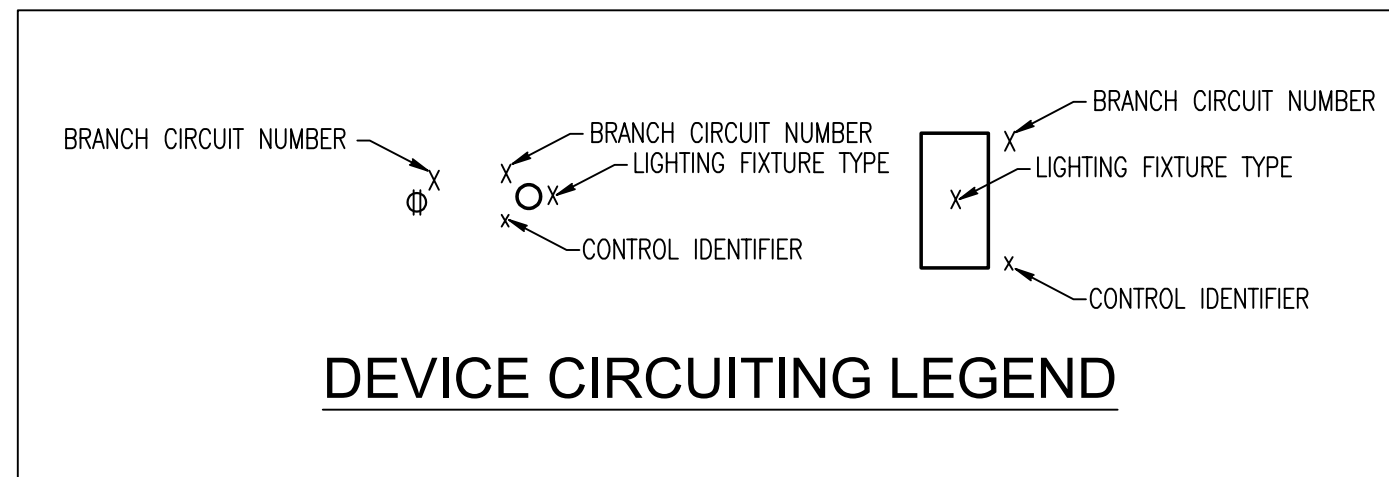 BRANCH CIRCUIT NUMBER
X
X
BRANCH CIRCUIT NUMBER
X
LIGHTING FIXTURE TYPE
x
CONTROL IDENTIFIER
X
BRANCH CIRCUIT NUMBER
X
LIGHTING FIXTURE TYPE
x
CONTROL IDENTIFIER
DEVICE CIRCUITING LEGEND